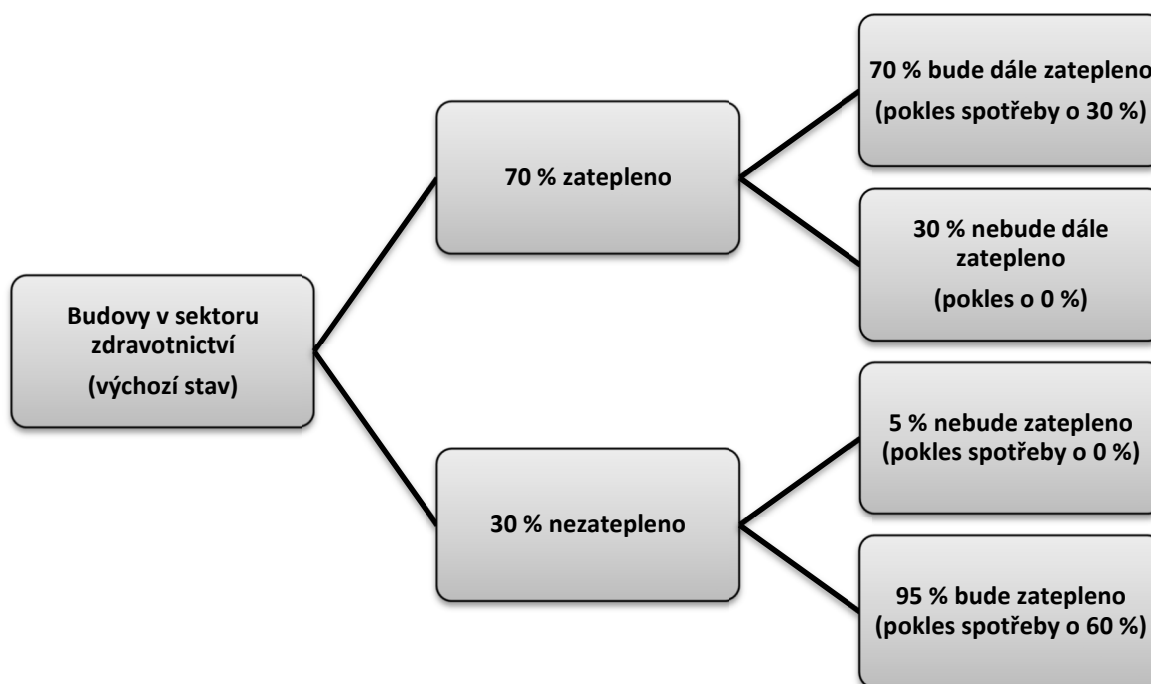 Budovy v sektoru
zdravotnictví
(výchozí stav)
70 % zatepleno
70 % bude dále zatepleno
(pokles spotřeby o 30 %)
30 % nebude dále
zatepleno
(pokles o 0 %)
30 % nezatepleno
5 % nebude zatepleno
(pokles spotřeby o 0 %)
95 % bude zatepleno
(pokles spotřeby o 60 %)